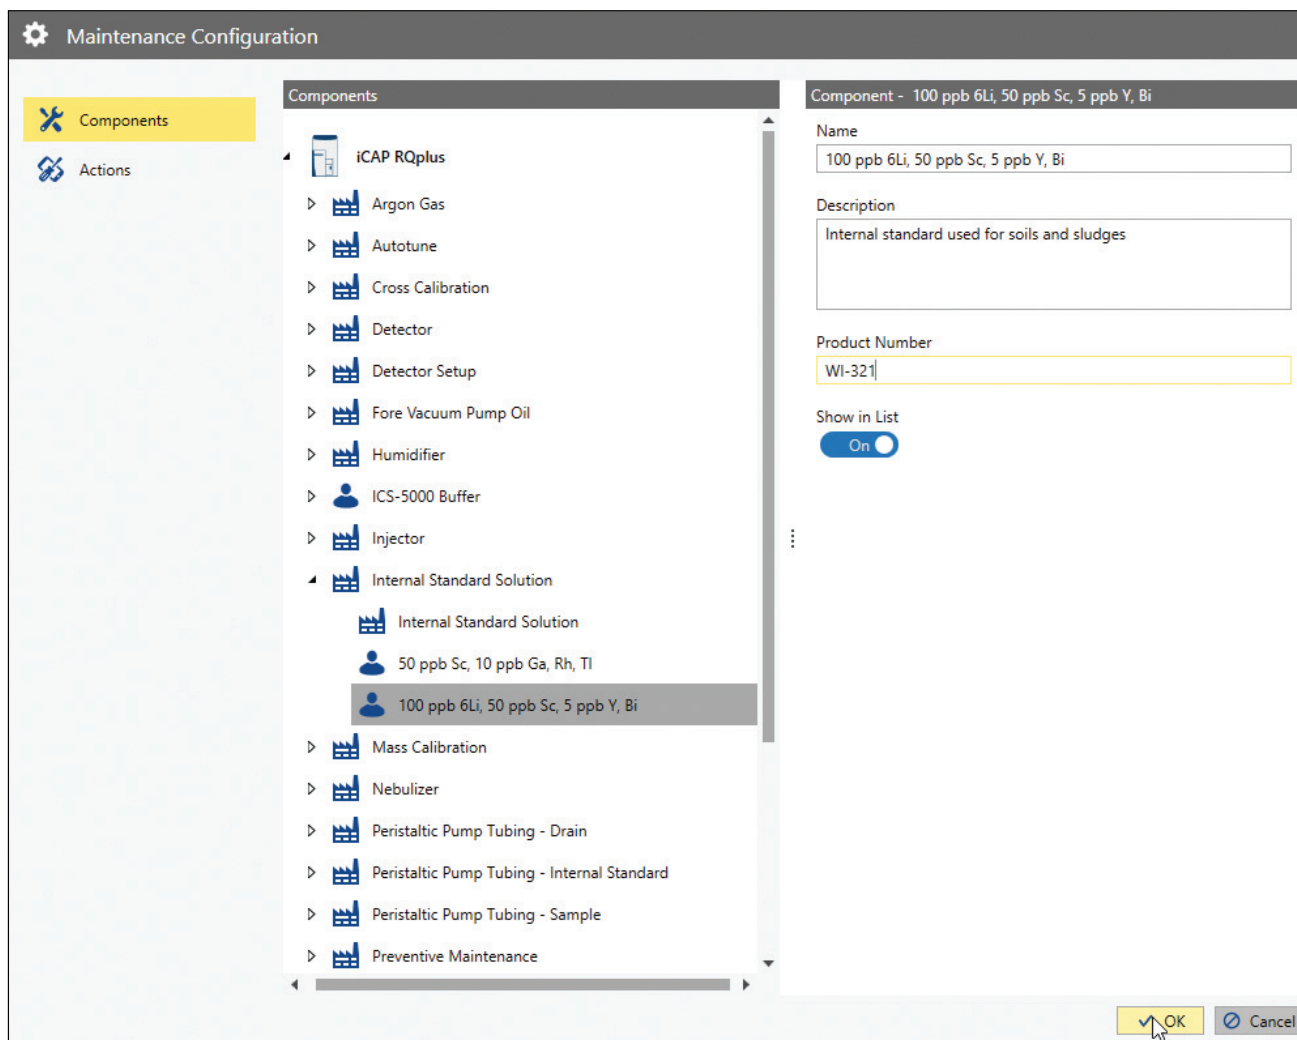 Maintenance Configuration
Components
Actions
Components
iCAP RQplus
Argon Gas
Autotune
Cross Calibration
Detector
Detector Setup
Fore Vacuum Pump Oil
Humidifier
ICS-5000 Buffer
Injector
Internal Standard Solution
Internal Standard Solution
50 ppb Sc, 10 ppb Ga, Rh, Tl
100 ppb 6Li, 50 ppb Sc, 5 ppb Y, Bi
Mass Calibration
Nebulizer
Peristaltic Pump Tubing - Drain
Peristaltic Pump Tubing - Internal Standard
Peristaltic Pump Tubing - Sample
Preventive Maintenance
Component - 100 ppb 6Li, 50 ppb Sc, 5 ppb Y, Bi
Name
100 ppb 6Li, 50 ppb Sc, 5 ppb Y, Bi
Description
Internal standard used for soils and sludges
Product Number
WI-321
Show in List
On
OK
Cancel